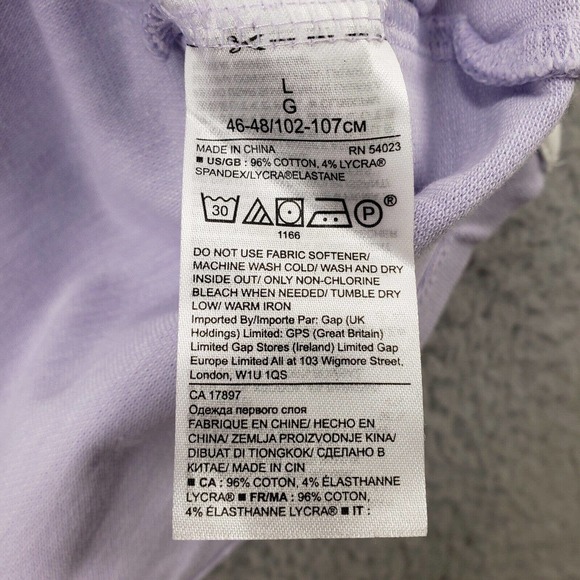 L
G
46-48/102-107CM
MADE IN CHINA RN 54023
■ US/GB : 96% COTTON, 4% LYCRA®
SPANDEX/LYCRA®ELASTANE
30 P ®
1166
DO NOT USE FABRIC SOFTENER/
MACHINE WASH COLD/ WASH AND DRY
INSIDE OUT/ ONLY NON-CHLORINE
BLEACH WHEN NEEDED/ TUMBLE DRY
LOW/ WARM IRON
Imported By/Importe Par: Gap (UK
Holdings) Limited: GPS (Great Britain)
Limited Gap Stores (Ireland) Limited Gap
Europe Limited All at 103 Wigmore Street,
London, W1U 1QS
CA 17897
Одежда первого слоя
FABRIQUE EN CHINE/ HECHO EN
CHINA/ ZEMLJA PROIZVODNJE KINA/
DIBUAT DI TIONGKOK/ СДЕЛАНО В
КИТАЕ/ MADE IN CIN
■ CA : 96% COTON, 4% ÉLASTHANNE
LYCRA® ■ FR/MA : 96% COTON,
4% ÉLASTHANNE LYCRA® ■ IT :